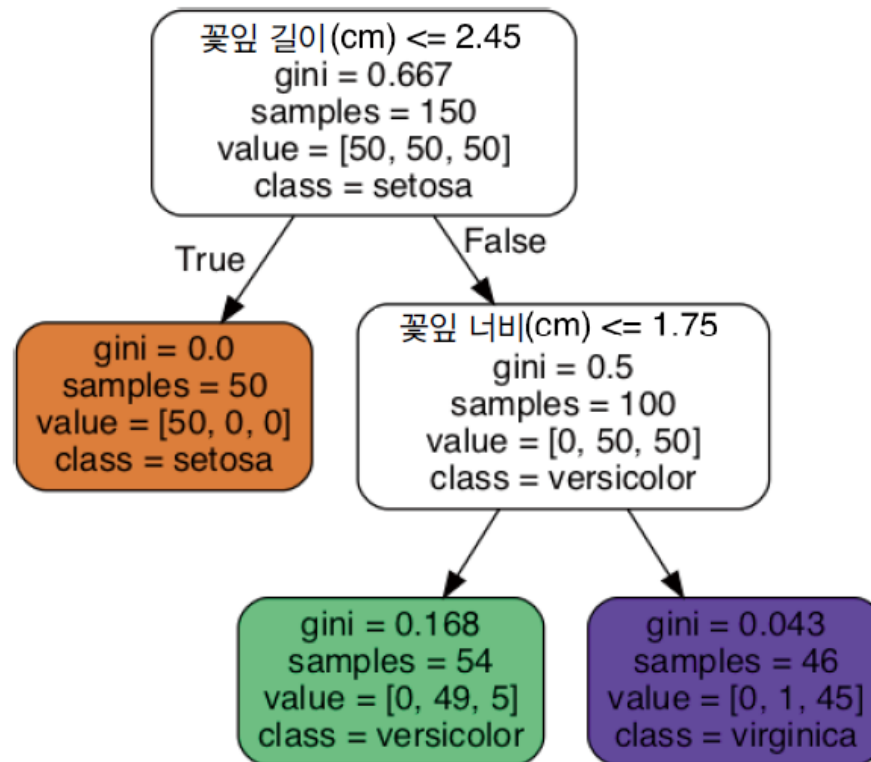 꽃잎 길이(cm) <= 2.45
gini = 0.667
samples = 150
value = [50, 50, 50]
class = setosa
True
False
gini = 0.0
samples = 50
value = [50, 0, 0]
class = setosa
꽃잎 너비(cm) <= 1.75
gini = 0.5
samples = 100
value = [0, 50, 50]
class = versicolor
gini = 0.168
samples = 54
value = [0, 49, 5]
class = versicolor
gini = 0.043
samples = 46
value = [0, 1, 45]
class = virginica